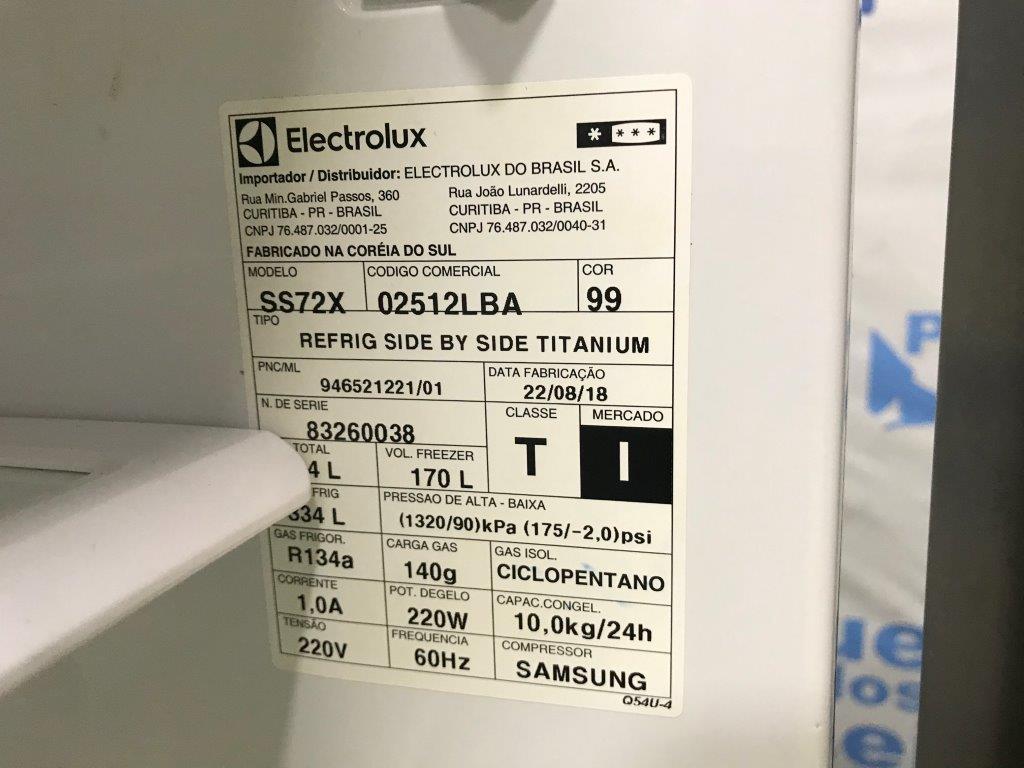 Electrolux
* ***
Importador / Distribuidor: ELECTROLUX DO BRASIL S.A.
Rua Min.Gabriel Passos, 360
CURITIBA - PR - BRASIL
CNPJ 76.487.032/0001-25
Rua João Lunardelli, 2205
CURITIBA - PR - BRASIL
CNPJ 76.487.032/0040-31
FABRICADO NA CORÉIA DO SUL
MODELO
SS72X
CODIGO COMERCIAL
02512LBA
COR
99
TIPO
REFRIG SIDE BY SIDE TITANIUM
PNC/ML
946521221/01
DATA FABRICAÇÃO
22/08/18
N. DE SERIE
83260038
CLASSE
T
MERCADO
I
TOTAL
4 L
VOL. FREEZER
170 L
FRIG
334 L
PRESSAO DE ALTA - BAIXA
(1320/90)kPa (175/-2,0)psi
GAS FRIGOR.
R134a
CARGA GAS
140g
GAS ISOL.
CICLOPENTANO
CORRENTE
1,0A
POT. DEGELO
220W
CAPAC.CONGEL.
10,0kg/24h
TENSÃO
220V
FREQUENCIA
60Hz
COMPRESSOR
SAMSUNG
Q54U-4